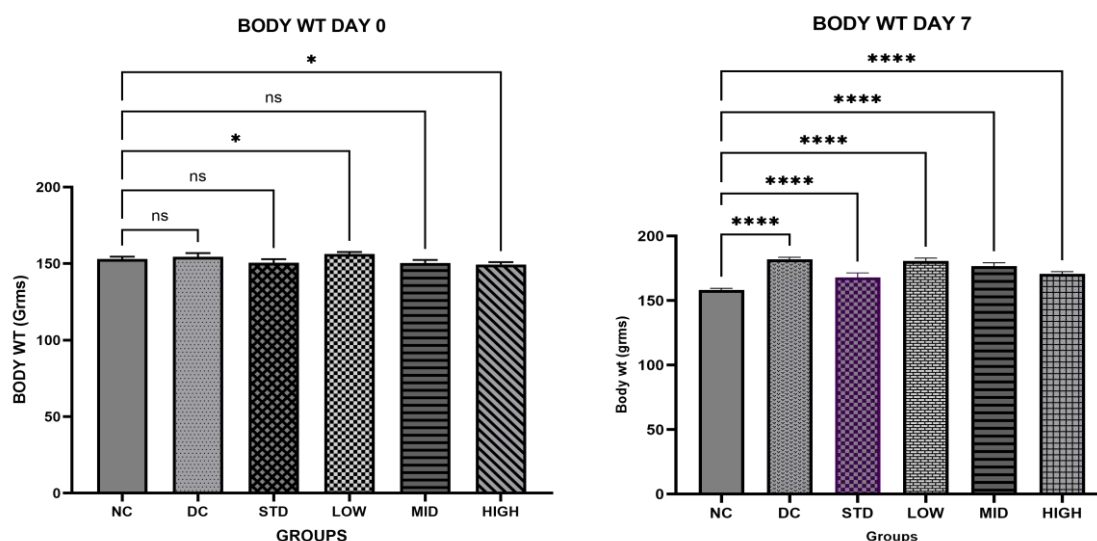 BODY WT DAY 0
*
ns
*
ns
ns
200
150
100
50
0
BODY WT (Grms)
NC DC STD LOW MID HIGH
GROUPS
BODY WT DAY 7
****
****
****
****
****
200
150
100
50
0
Body wt (grms)
NC DC STD LOW MID HIGH
Groups